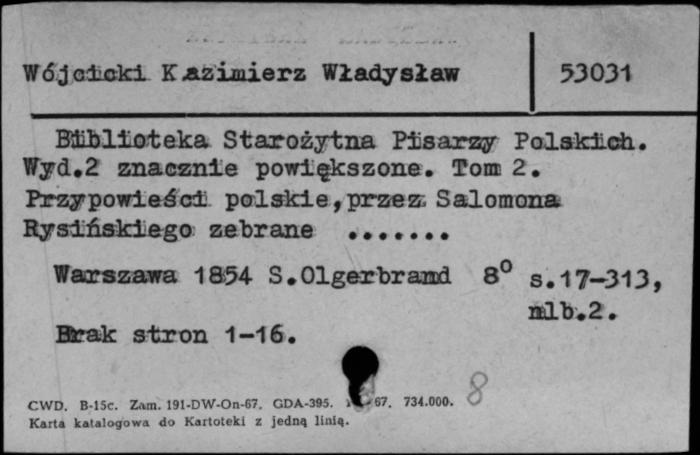 Wójcicki Kazimierz Władysław 53031
Biblioteka Starożytna Pisarzy Polskich.
Wyd.2 znacznie powiększone. Tom 2.
Przypowieści polskie,przez Salomona
Rysińskiego zebrane .......
Warszawa 1854 S.Olgerbrand 8⁰ s.17-313,
nlb.2.
Brak stron 1-16.
8
CWD. B-15c. Zam. 191-DW-On-67. GDA-395. 67. 734.000.
Karta katalogowa do Kartoteki z jedną linią.